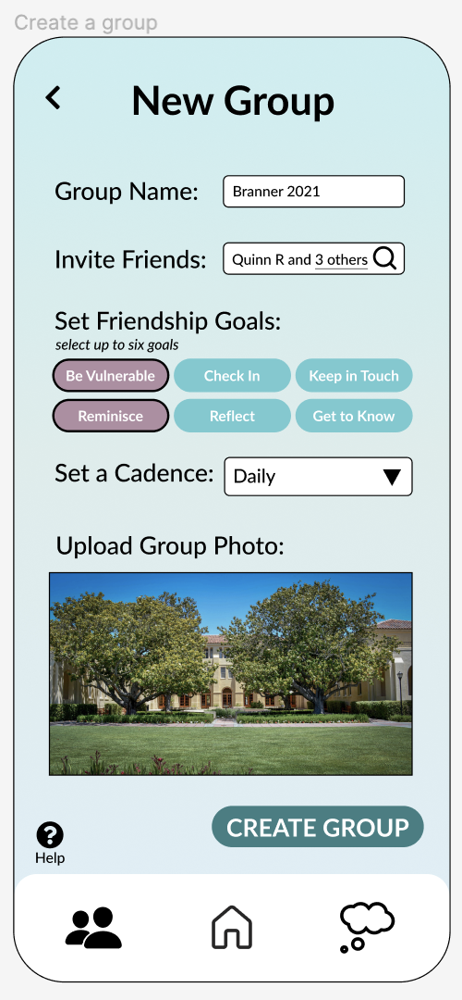 Create a group
New Group
Group Name: Branner 2021
Invite Friends: Quinn R and 3 others
Set Friendship Goals:
select up to six goals
Be Vulnerable Check In Keep in Touch
Reminisce Reflect Get to Know
Set a Cadence: Daily
Upload Group Photo:
CREATE GROUP
?
Help